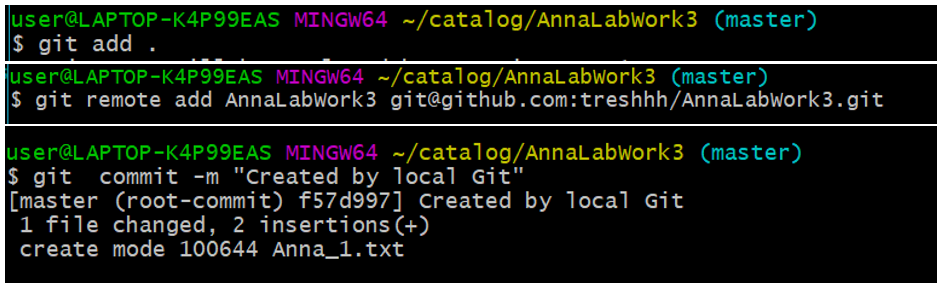 user@LAPTOP-K4P99EAS MINGW64 ~/catalog/AnnaLabWork3 (master)
$ git add .
user@LAPTOP-K4P99EAS MINGW64 ~/catalog/AnnaLabWork3 (master)
$ git remote add AnnaLabWork3 git@github.com:treshhh/AnnaLabWork3.git
user@LAPTOP-K4P99EAS MINGW64 ~/catalog/AnnaLabWork3 (master)
$ git  commit -m "Created by local Git"
[master (root-commit) f57d997] Created by local Git
 1 file changed, 2 insertions(+)
 create mode 100644 Anna_1.txt